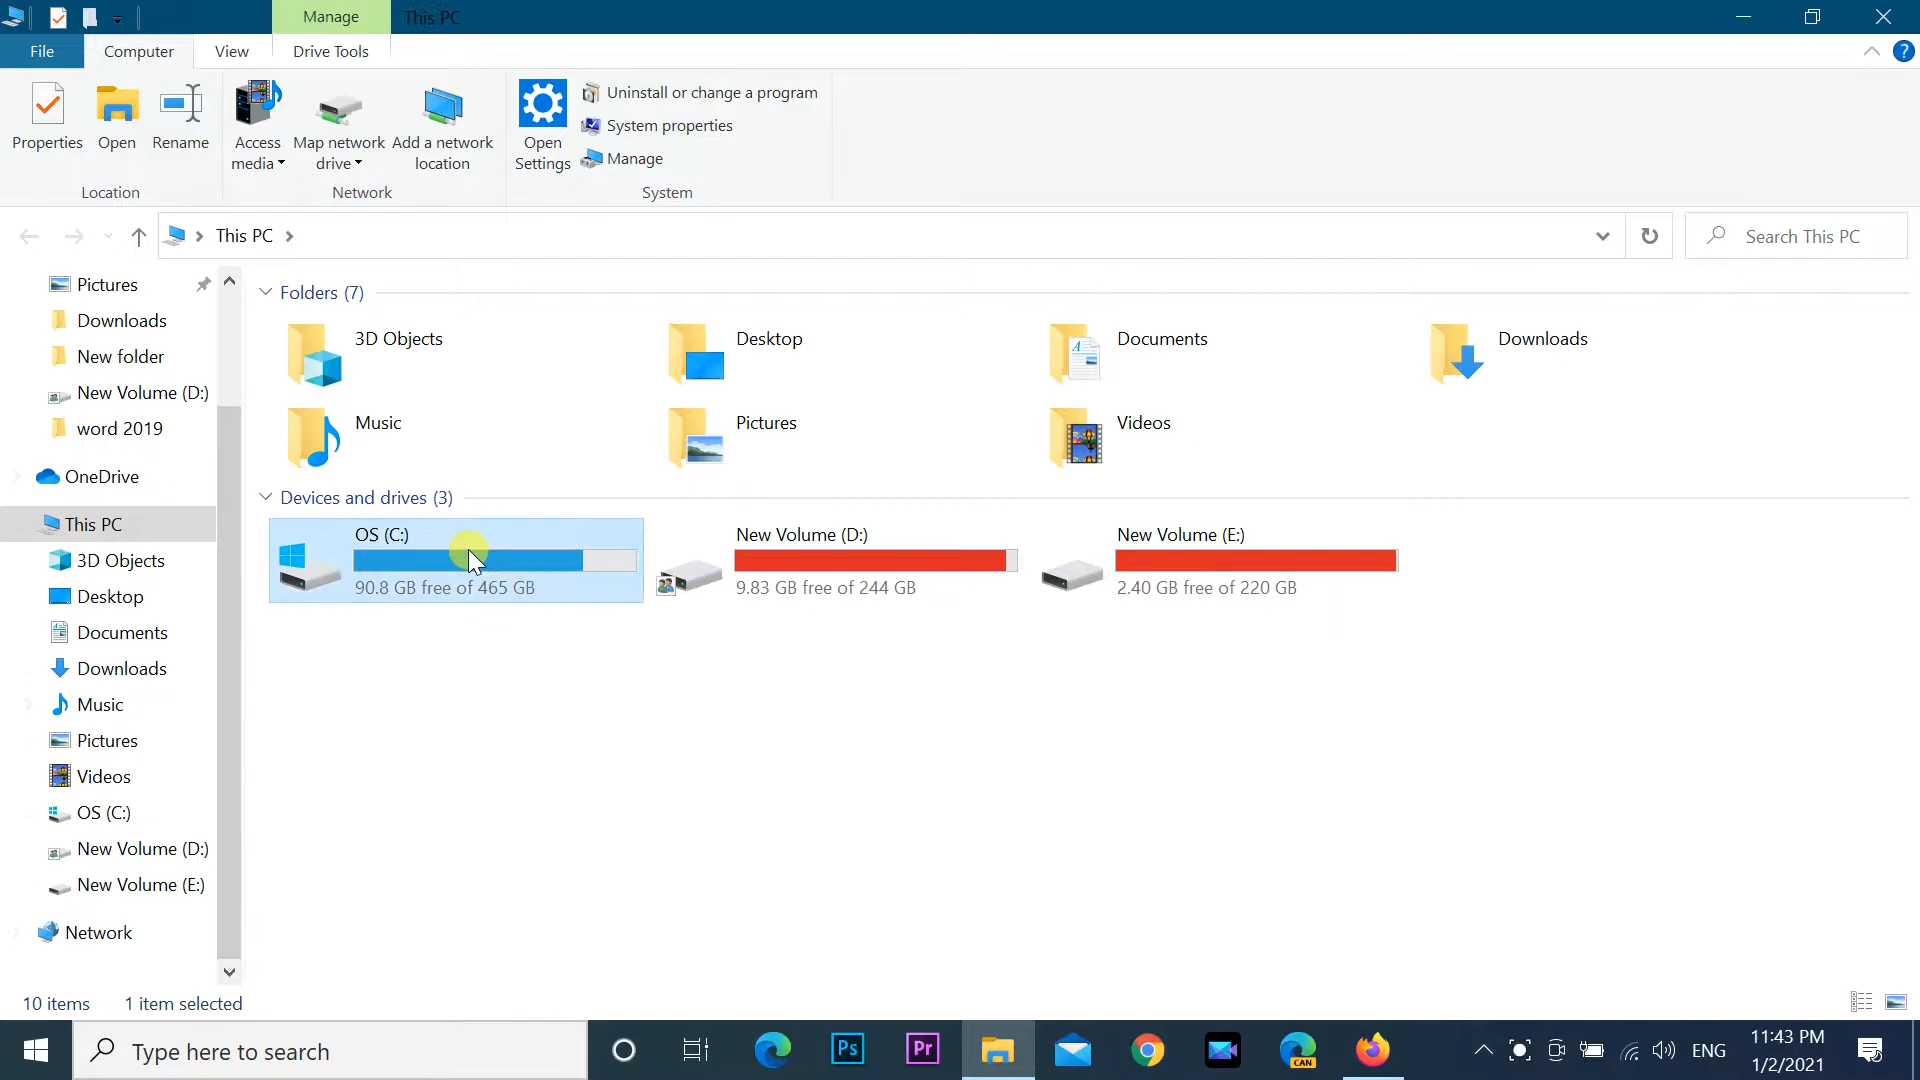 Manage
This PC
File
Computer
View
Drive Tools
Properties
Open
Rename
Access media
Map network drive
Add a network location
Open Settings
Uninstall or change a program
System properties
Manage
Location
Network
System
This PC
Search This PC
Pictures
Downloads
New folder
New Volume (D:)
word 2019
OneDrive
This PC
3D Objects
Desktop
Documents
Downloads
Music
Pictures
Videos
OS (C:)
New Volume (D:)
New Volume (E:)
Network
Folders (7)
3D Objects
Desktop
Documents
Downloads
Music
Pictures
Videos
Devices and drives (3)
OS (C:)
90.8 GB free of 465 GB
New Volume (D:)
9.83 GB free of 244 GB
New Volume (E:)
2.40 GB free of 220 GB
10 items
1 item selected
Type here to search
Ps
Pr
CAN
ENG
11:43 PM
1/2/2021